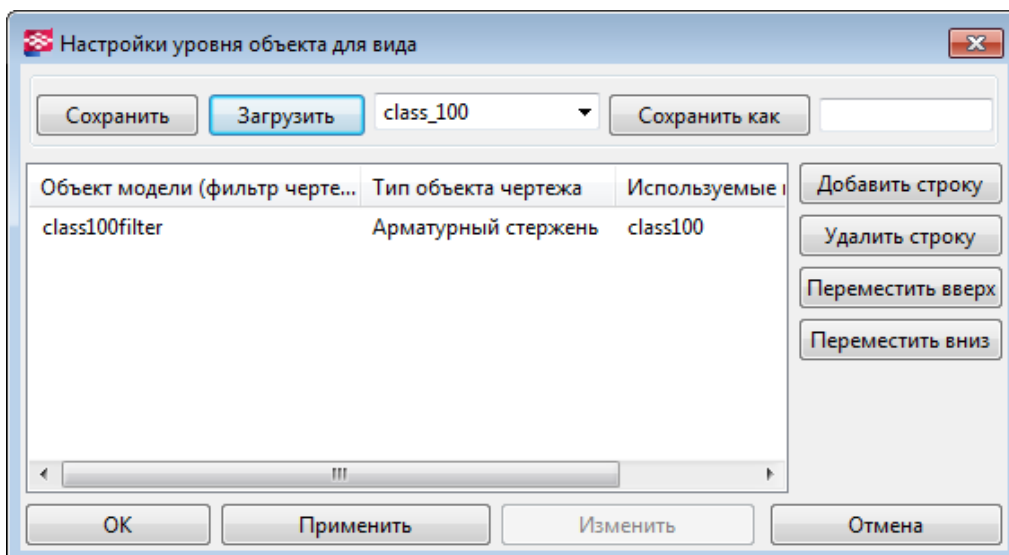 Настройки уровня объекта для вида
Сохранить Загрузить class_100 Сохранить как
Объект модели (фильтр черте... Тип объекта чертежа Используемые
class100filter Арматурный стержень class100
Добавить строку
Удалить строку
Переместить вверх
Переместить вниз
OK Применить Изменить Отмена